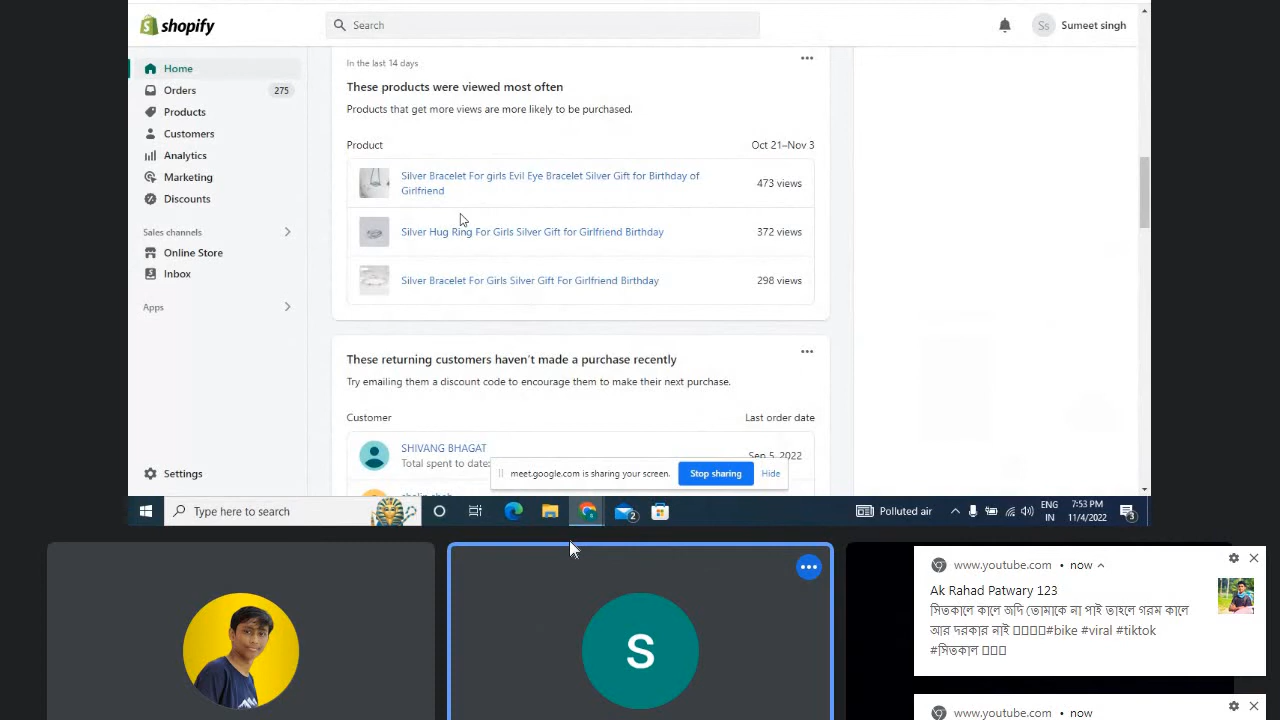 shopify
Search
Ss
Sumeet singh
Home
Orders
275
Products
Customers
Analytics
Marketing
Discounts
Sales channels
Online Store
Inbox
Apps
Settings
In the last 14 days
These products were viewed most often
Products that get more views are more likely to be purchased.
Product
Oct 21–Nov 3
Silver Bracelet For girls Evil Eye Bracelet Silver Gift for Birthday of
Girlfriend
473 views
Silver Hug Ring For Girls Silver Gift for Girlfriend Birthday
372 views
Silver Bracelet For Girls Silver Gift For Girlfriend Birthday
298 views
These returning customers haven't made a purchase recently
Try emailing them a discount code to encourage them to make their next purchase.
Customer
Last order date
SHIVANG BHAGAT
Sep 5, 2022
Total spent to date:
meet.google.com is sharing your screen.
Stop sharing
Hide
Type here to search
2
Polluted air
ENG
IN
7:53 PM
11/4/2022
3
S
www.youtube.com • now
Ak Rahad Patwary 123
সিতকালে কালে জদি তোমাকে না পাই তাহলে গরম কালে
আর দরকার নাই #bike #viral #tiktok
#সিতকাল
www.youtube.com • now